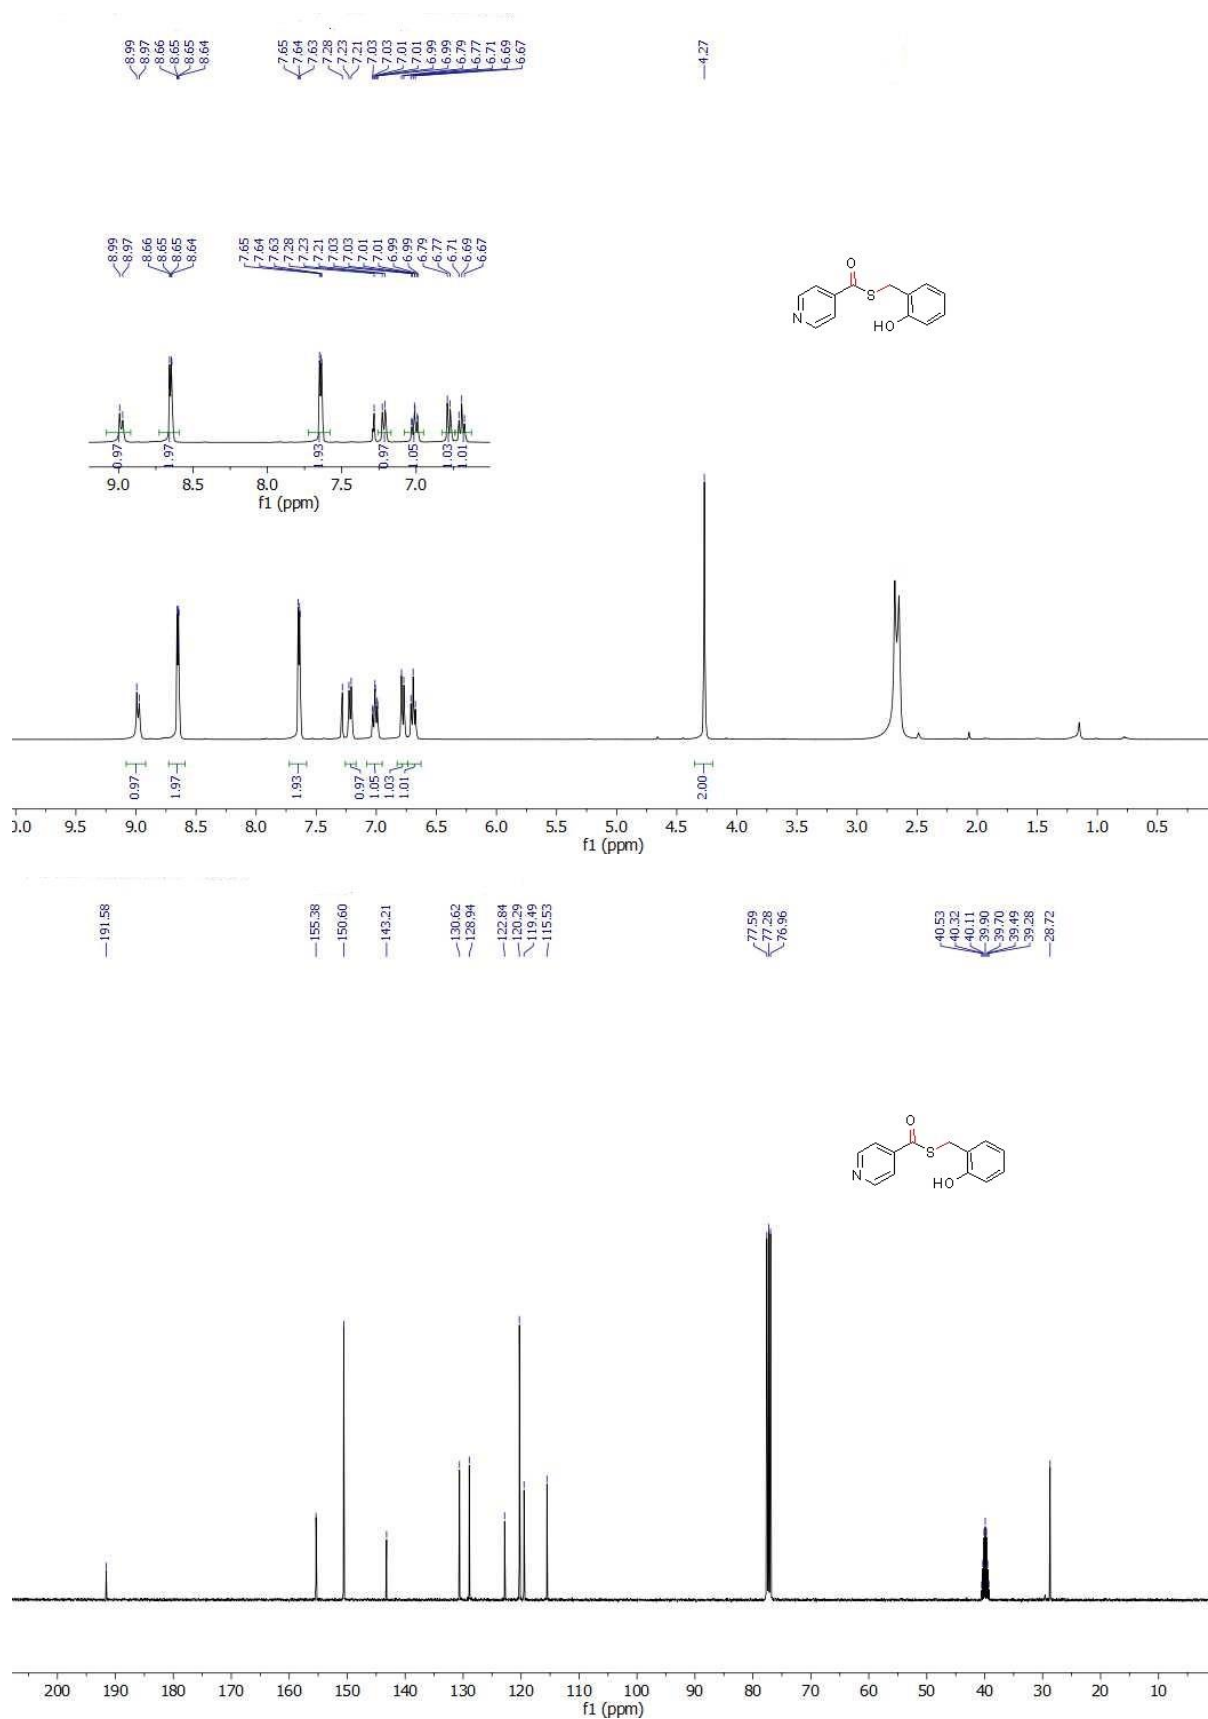 8.99 8.97 8.66 8.65 8.65 8.64 7.65 7.64 7.63 7.28 7.23 7.21 7.03 7.03 7.01 7.01 6.99 6.99 6.79 6.77 6.71 6.69 6.67 4.27
8.99 8.97 8.66 8.65 8.65 8.64 7.65 7.64 7.63 7.28 7.23 7.21 7.03 7.03 7.01 7.01 6.99 6.99 6.79 6.77 6.71 6.69 6.67
O
S
N
HO
0.97 1.97 1.93 0.97 1.05 1.03 1.01
9.0 8.5 8.0 7.5 7.0
f1 (ppm)
0.97 1.97 1.93 0.97 1.05 1.03 1.01 2.00
0.0 9.5 9.0 8.5 8.0 7.5 7.0 6.5 6.0 5.5 5.0 4.5 4.0 3.5 3.0 2.5 2.0 1.5 1.0 0.5
f1 (ppm)
191.58 155.38 150.60 143.21 130.62 128.94 122.84 120.29 119.49 115.53 77.59 77.28 76.96 40.53 40.32 40.11 39.90 39.70 39.49 39.28 28.72
O
S
N
HO
200 190 180 170 160 150 140 130 120 110 100 90 80 70 60 50 40 30 20 10
f1 (ppm)